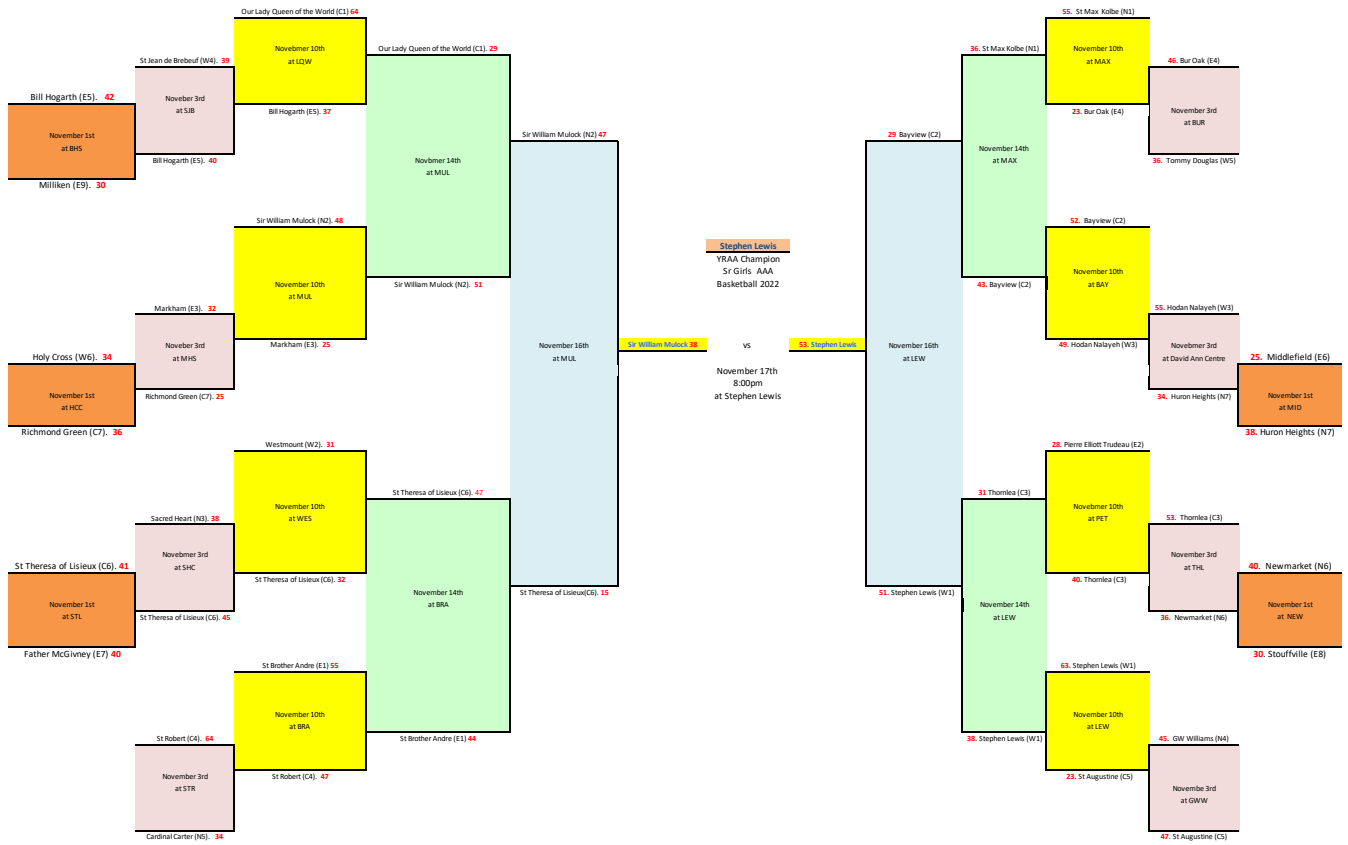 Our Lady Queen of the World (C1) 64
Novebmer 10th
at LQW
Bill Hogarth (E5). 37
St Jean de Brebeuf (W4). 39
Noveber 3rd
at SJB
Bill Hogarth (E5). 40
Bill Hogarth (E5). 42
November 1st
at BHS
Milliken (E9). 30
Our Lady Queen of the World (C1). 29
Novbmer 14th
at MUL
Sir William Mulock (N2). 51
Sir William Mulock (N2). 48
November 10th
at MUL
Markham (E3). 25
Markham (E3). 32
November 3rd
at MHS
Richmond Green (C7). 25
Holy Cross (W6). 34
November 1st
at HCC
Richmond Green (C7). 36
Sir William Mulock (N2) 47
November 16th
at MUL
St Theresa of Lisieux(C6). 15
Westmount (W2). 31
November 10th
at WES
St Theresa of Lisieux (C6). 32
Sacred Heart (N3). 38
Novebmer 3rd
at SHC
St Theresa of Lisieux (C6). 45
St Theresa of Lisieux (C6). 41
November 1st
at STL
Father McGivney (E7) 40
St Theresa of Lisieux (C6). 47
November 14th
at BRA
St Brother Andre (E1) 44
St Brother Andre (E1) 55
November 10th
at BRA
St Robert (C4). 47
St Robert (C4). 64
November 3rd
at STR
Cardinal Carter (N5). 34
Stephen Lewis
YRAA Champion
Sr Girls AAA
Basketball 2022
Sir William Mulock 38
vs
53. Stephen Lewis
November 17th
8:00pm
at Stephen Lewis
29 Bayview (C2)
November 16th
at LEW
51. Stephen Lewis (W1)
36. St Max Kolbe (N1)
November 14th
at MAX
43. Bayview (C2)
55. St Max Kolbe (N1)
November 10th
at MAX
23. Bur Oak (E4)
46. Bur Oak (E4)
November 3rd
at BUR
36. Tommy Douglas (W5)
52. Bayview (C2)
November 10th
at BAY
49. Hodan Nalayeh (W3)
55. Hodan Nalayeh (W3)
Novebmer 3rd
at David Ann Centre
34. Huron Heights (N7)
25. Middlefield (E6)
November 1st
at MID
38. Huron Heights (N7)
31 Thornlea (C3)
November 14th
at LEW
38. Stephen Lewis (W1)
28. Pierre Elliott Trudeau (E2)
Novebmer 10th
at PET
40. Thornlea (C3)
53. Thornlea (C3)
November 3rd
at THL
36. Newmarket (N6)
40. Newmarket (N6)
November 1st
at NEW
30. Stouffville (E8)
63. Stephen Lewis (W1)
November 10th
at LEW
23. St Augustine (C5)
45. GW Williams (N4)
Novembe 3rd
at GWW
47. St Augustine (C5)